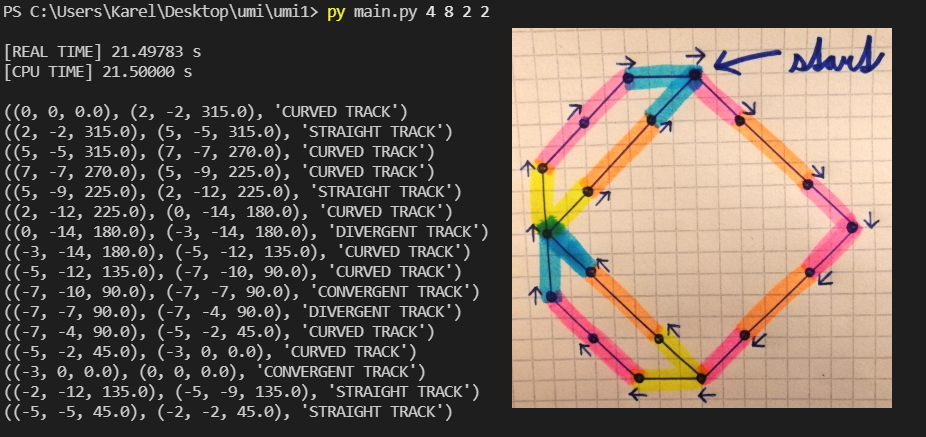 PS C:\Users\Karel\Desktop\umi\umi1> py main.py 4 8 2 2
[REAL TIME] 21.49783 s
[CPU TIME] 21.50000 s
((0, 0, 0.0), (2, -2, 315.0), 'CURVED TRACK')
((2, -2, 315.0), (5, -5, 315.0), 'STRAIGHT TRACK')
((5, -5, 315.0), (7, -7, 270.0), 'CURVED TRACK')
((7, -7, 270.0), (5, -9, 225.0), 'CURVED TRACK')
((5, -9, 225.0), (2, -12, 225.0), 'STRAIGHT TRACK')
((2, -12, 225.0), (0, -14, 180.0), 'CURVED TRACK')
((0, -14, 180.0), (-3, -14, 180.0), 'DIVERGENT TRACK')
((-3, -14, 180.0), (-5, -12, 135.0), 'CURVED TRACK')
((-5, -12, 135.0), (-7, -10, 90.0), 'CURVED TRACK')
((-7, -10, 90.0), (-7, -7, 90.0), 'CONVERGENT TRACK')
((-7, -7, 90.0), (-7, -4, 90.0), 'DIVERGENT TRACK')
((-7, -4, 90.0), (-5, -2, 45.0), 'CURVED TRACK')
((-5, -2, 45.0), (-3, 0, 0.0), 'CURVED TRACK')
((-3, 0, 0.0), (0, 0, 0.0), 'CONVERGENT TRACK')
((-2, -12, 135.0), (-5, -9, 135.0), 'STRAIGHT TRACK')
((-5, -5, 45.0), (-2, -2, 45.0), 'STRAIGHT TRACK')
start